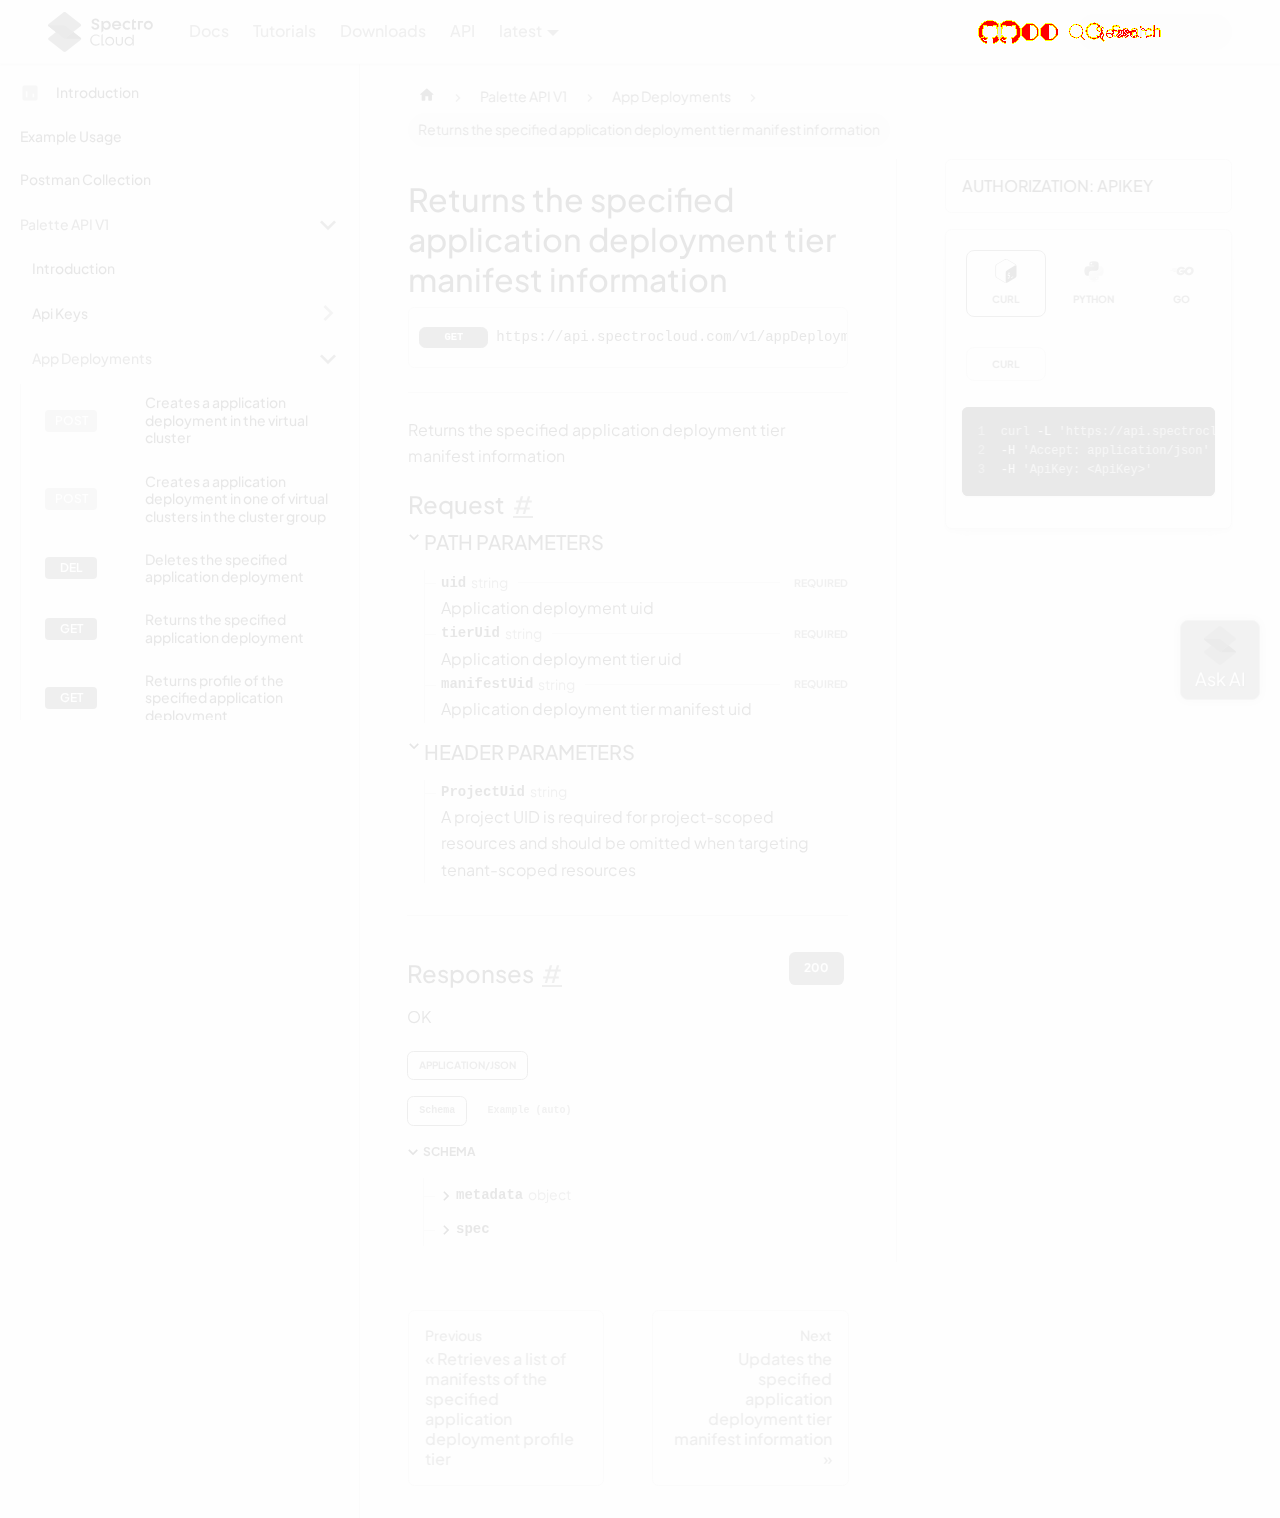 Spectro
Cloud
Docs
Tutorials
Downloads
API
latest
Search
Introduction
Example Usage
Postman Collection
Palette API V1
Introduction
Api Keys
App Deployments
POST
Creates a application
deployment in the virtual
cluster
POST
Creates a application
deployment in one of virtual
clusters in the cluster group
DEL
Deletes the specified
application deployment
GET
Returns the specified
application deployment
GET
Returns profile of the
specified application
deployment
Palette API V1
App Deployments
Returns the specified application deployment tier manifest information
Returns the specified
application deployment tier
manifest information
GET
https://api.spectrocloud.com/v1/appDeploym
Returns the specified application deployment tier
manifest information
Request #
PATH PARAMETERS
uid string REQUIRED
Application deployment uid
tierUid string REQUIRED
Application deployment tier uid
manifestUid string REQUIRED
Application deployment tier manifest uid
HEADER PARAMETERS
ProjectUid string
A project UID is required for project-scoped
resources and should be omitted when targeting
tenant-scoped resources
Responses #
200
OK
APPLICATION/JSON
Schema
Example (auto)
SCHEMA
metadata object
spec
Previous
« Retrieves a list of
manifests of the
specified
application
deployment profile
tier
Next
Updates the
specified
application
deployment tier
manifest information
»
AUTHORIZATION: APIKEY
CURL
PYTHON
GO
GO
CURL
1 curl -L 'https://api.spectrocl
2 -H 'Accept: application/json'
3 -H 'ApiKey: <ApiKey>'
Ask AI